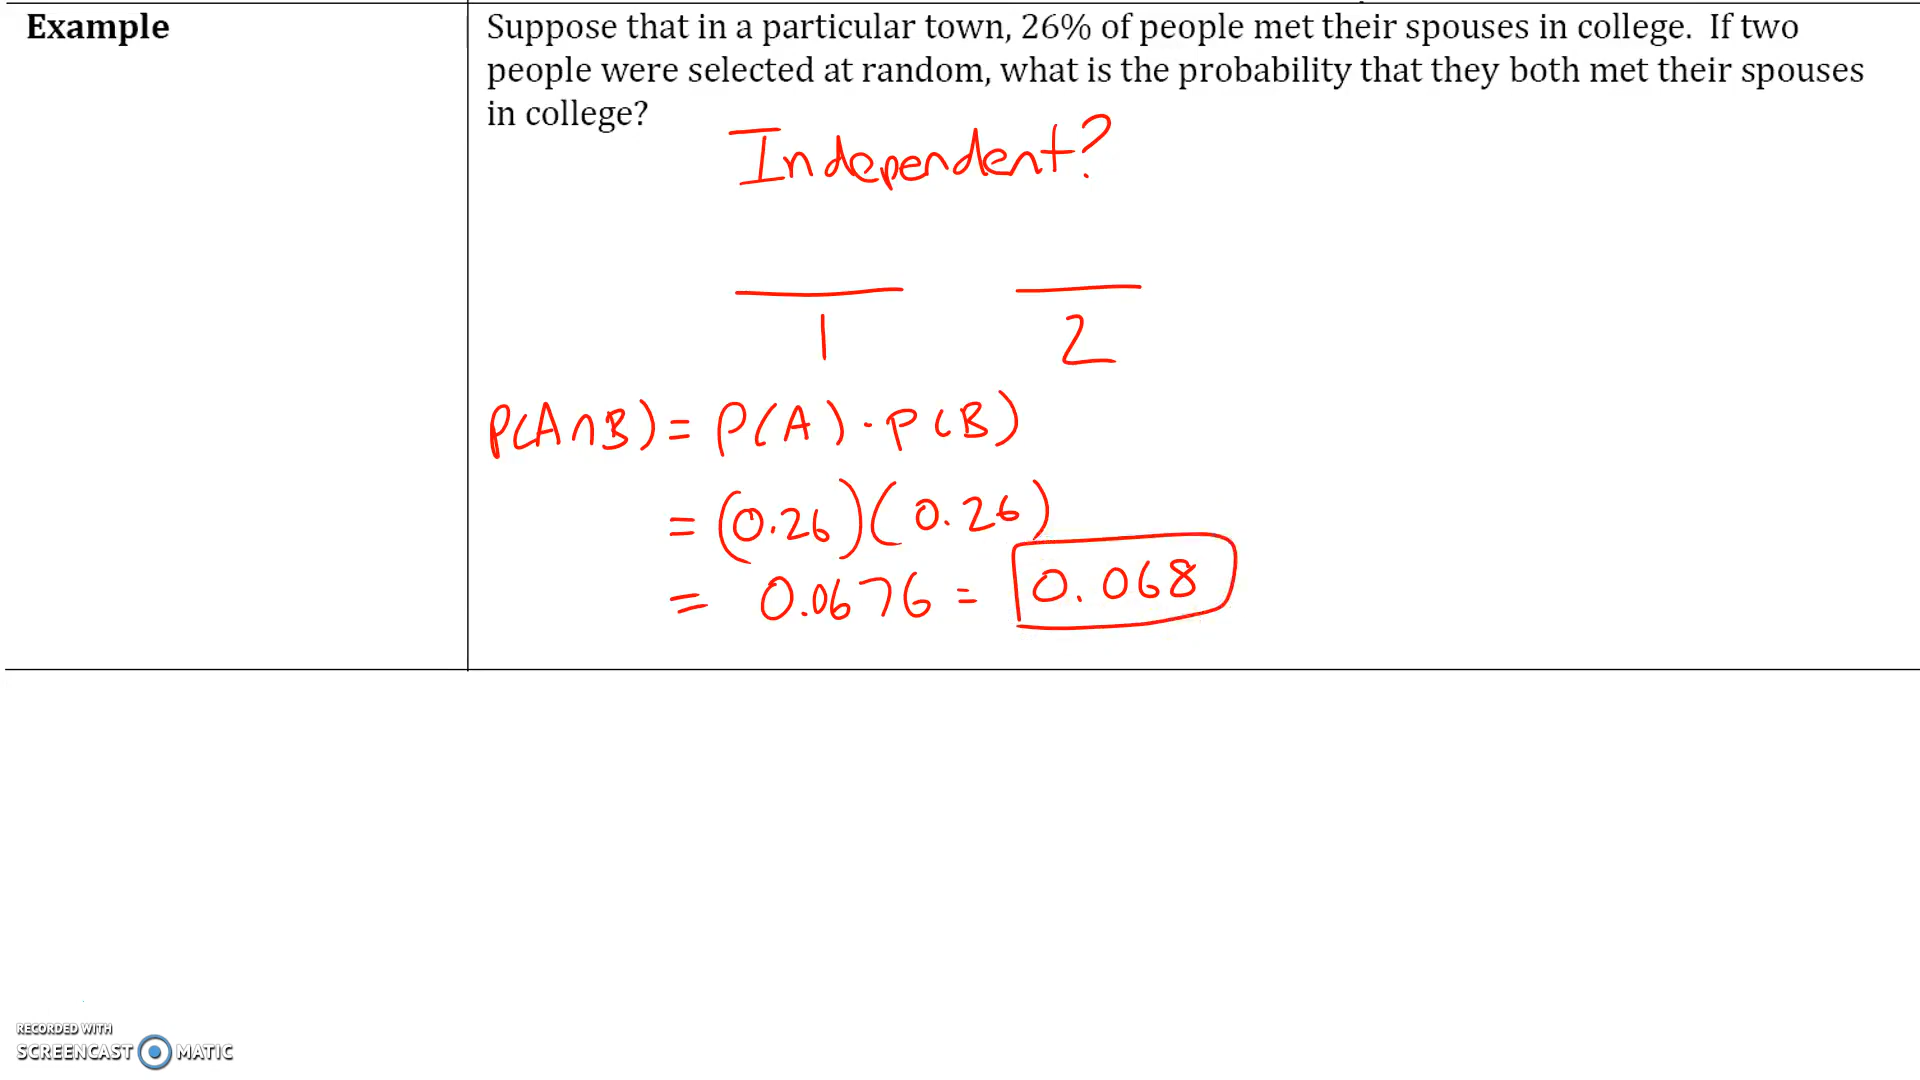 Example
Suppose that in a particular town, 26% of people met their spouses in college. If two
people were selected at random, what is the probability that they both met their spouses
in college?
Independent?
1 2
P(A∩B) = P(A) · P(B)
= (0.26)(0.26)
= 0.0676 = 0.068
RECORDED WITH
SCREENCAST MATIC